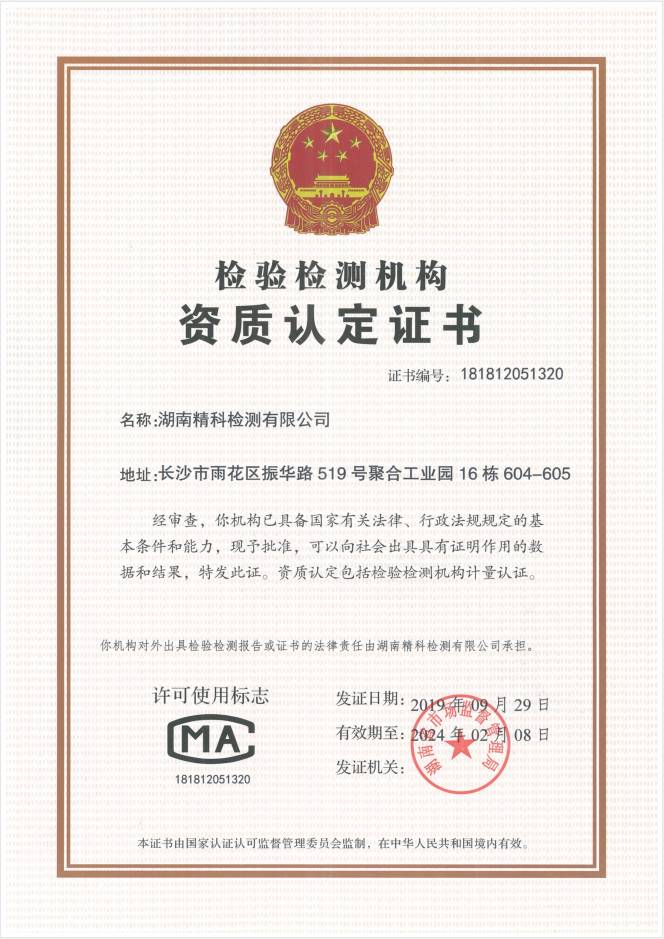 检验检测机构
资质认定证书
证书编号：181812051320
名称:湖南精科检测有限公司
地址:长沙市雨花区振华路 519 号聚合工业园 16 栋 604-605
经审查，你机构已具备国家有关法律、行政法规规定的基
本条件和能力，现予批准，可以向社会出具具有证明作用的数
据和结果，特发此证。资质认定包括检验检测机构计量认证。
你机构对外出具检验检测报告或证书的法律责任由湖南精科检测有限公司承担。
许可使用标志
MA
181812051320
发证日期：2019 年 09 月 29 日
有效期至：2024 年 02 月 08 日
发证机关：
湖南省市场监督管理局
本证书由国家认证认可监督管理委员会监制，在中华人民共和国境内有效。